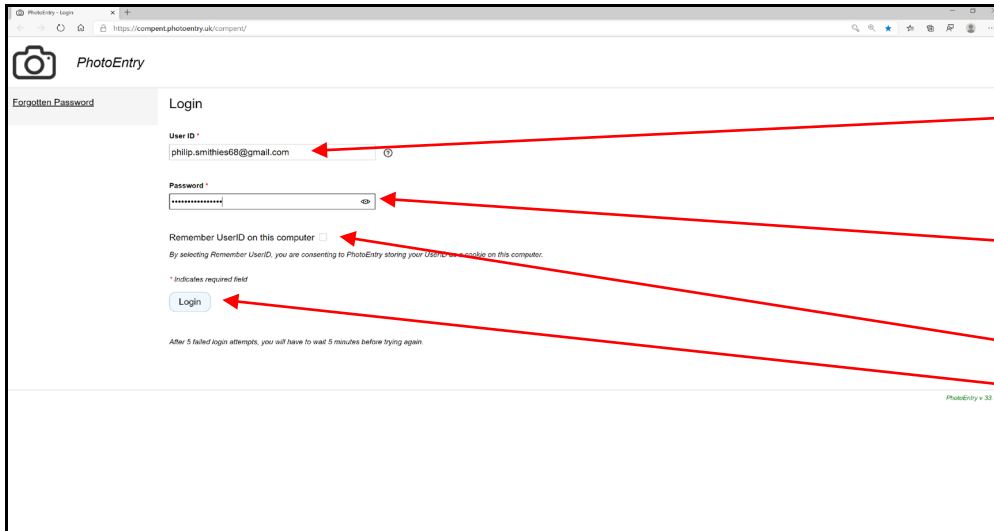 PhotoEntry - Login
https://compent.photoentry.uk/compent/
PhotoEntry
Forgotten Password
Login
User ID *
philip.smithies68@gmail.com
Password *
••••••••••••••••
Remember UserID on this computer
By selecting Remember UserID, you are consenting to PhotoEntry storing your UserID as a cookie on this computer.
* Indicates required field
Login
After 5 failed login attempts, you will have to wait 5 minutes before trying again.
PhotoEntry v 33.